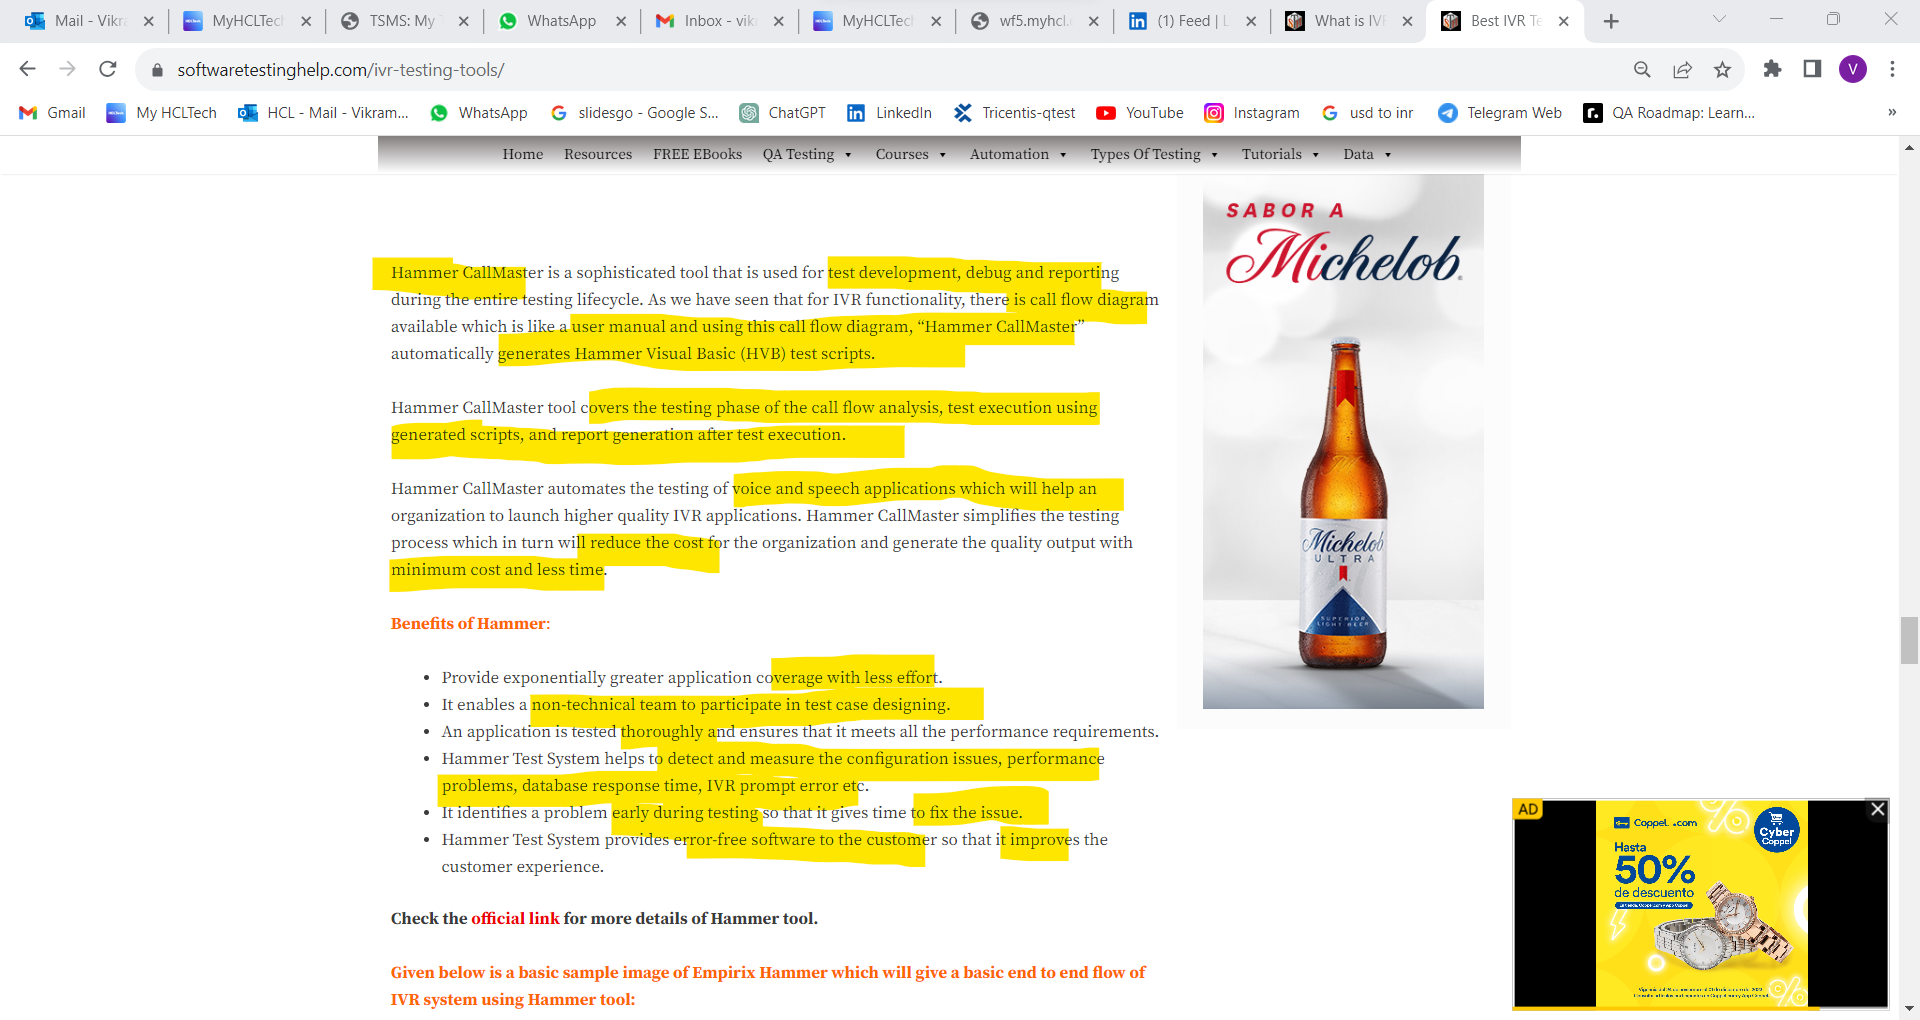 Mail - Vikra
MyHCLTech
TSMS: My T
WhatsApp
Inbox - vik
MyHCLTech
wf5.myhcl.
(1) Feed | L
What is IVR
Best IVR Te
softwaretestinghelp.com/ivr-testing-tools/
V
Gmail
My HCLTech
HCL - Mail - Vikram...
WhatsApp
slidesgo - Google S...
ChatGPT
LinkedIn
Tricentis-qtest
YouTube
Instagram
usd to inr
Telegram Web
QA Roadmap: Learn...
»
Home
Resources
FREE EBooks
QA Testing
Courses
Automation
Types Of Testing
Tutorials
Data
Hammer CallMaster is a sophisticated tool that is used for test development, debug and reporting
during the entire testing lifecycle. As we have seen that for IVR functionality, there is call flow diagram
available which is like a user manual and using this call flow diagram, “Hammer CallMaster”
automatically generates Hammer Visual Basic (HVB) test scripts.
Hammer CallMaster tool covers the testing phase of the call flow analysis, test execution using
generated scripts, and report generation after test execution.
Hammer CallMaster automates the testing of voice and speech applications which will help an
organization to launch higher quality IVR applications. Hammer CallMaster simplifies the testing
process which in turn will reduce the cost for the organization and generate the quality output with
minimum cost and less time.
Benefits of Hammer:
• Provide exponentially greater application coverage with less effort.
• It enables a non-technical team to participate in test case designing.
• An application is tested thoroughly and ensures that it meets all the performance requirements.
• Hammer Test System helps to detect and measure the configuration issues, performance
problems, database response time, IVR prompt error etc.
• It identifies a problem early during testing so that it gives time to fix the issue.
• Hammer Test System provides error-free software to the customer so that it improves the
customer experience.
Check the official link for more details of Hammer tool.
Given below is a basic sample image of Empirix Hammer which will give a basic end to end flow of
IVR system using Hammer tool:
SABOR A
Michelob
Michelob
ULTRA
SUPERIOR
LIGHT BEER
AD
Coppel.com
Cyber
Coppel
Hasta
50%
de descuento